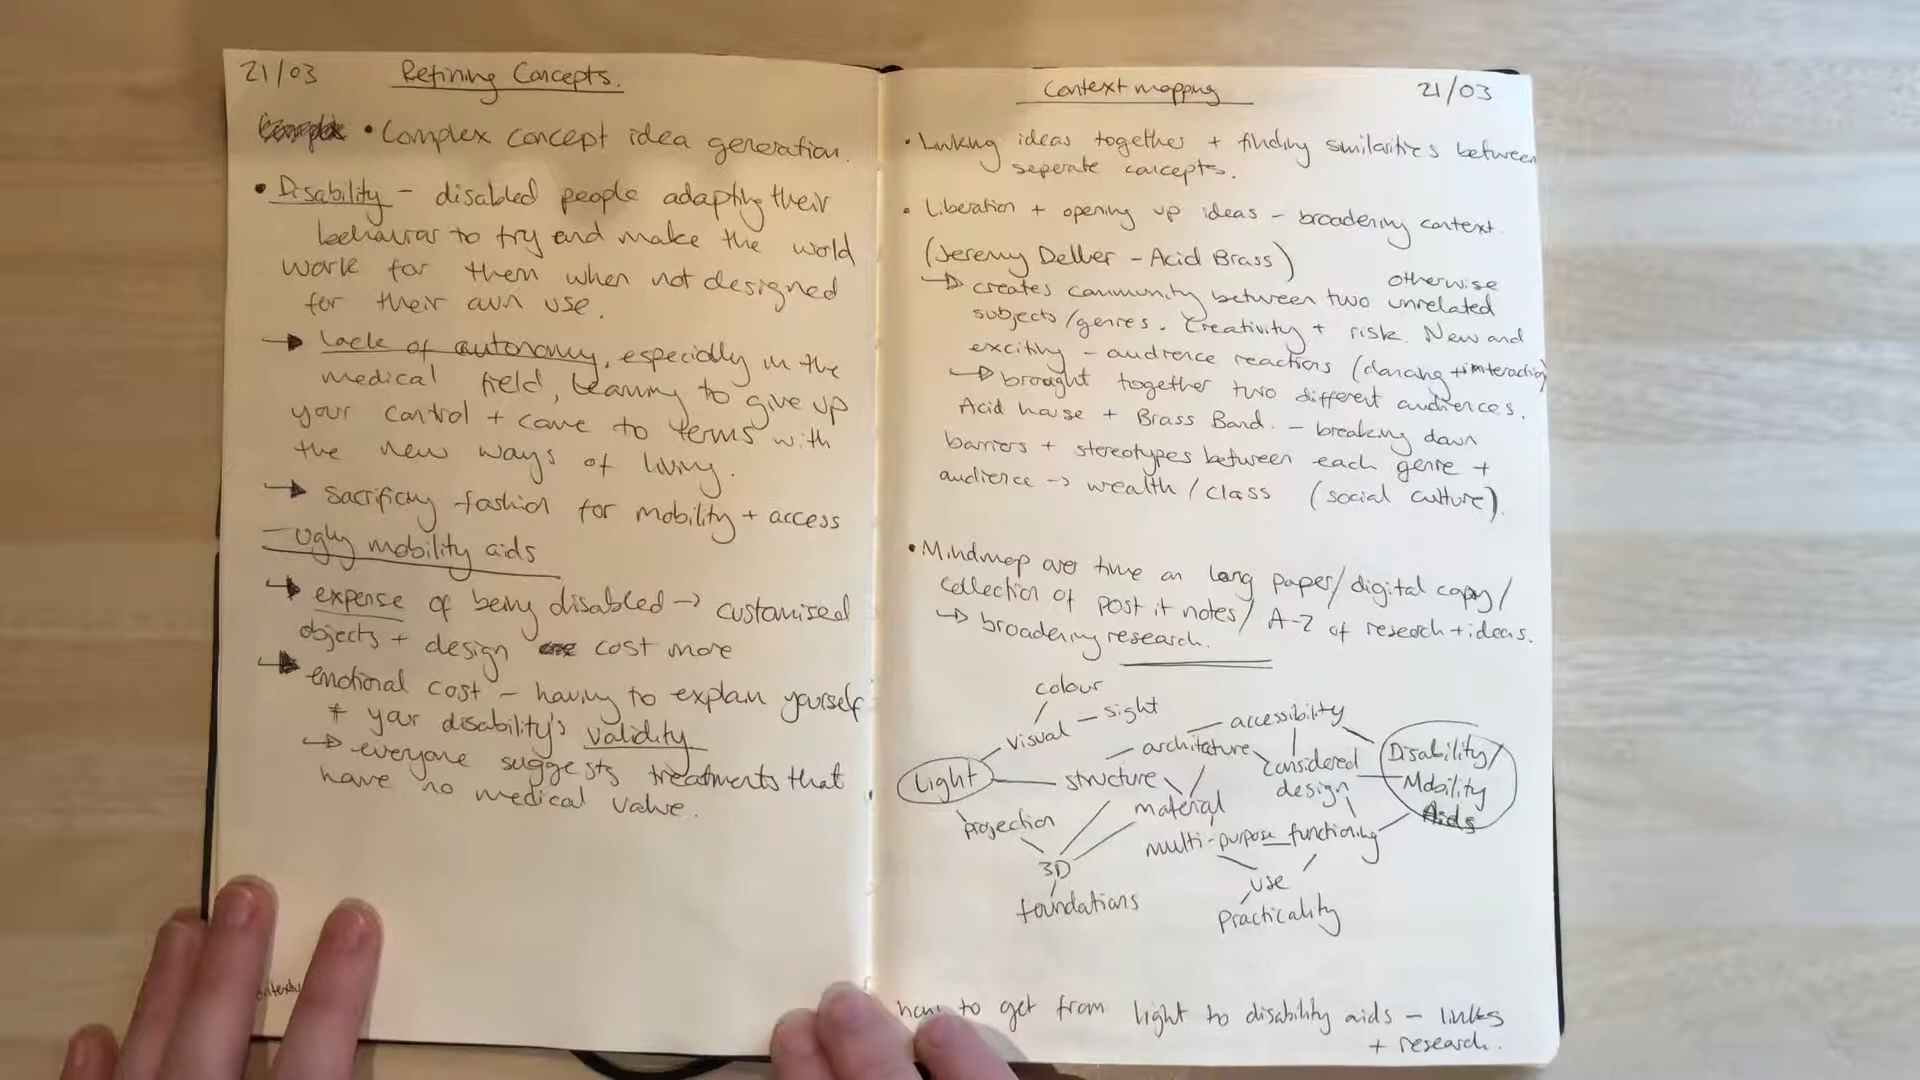 21/03 Refining Concepts.
• Complex concept idea generation.
• Disability – disabled people adapting their
behaviour to try and make the world
work for them when not designed
for their own use.
→ lack of autonomy, especially in the
medical field, learning to give up
your control + come to terms with
the new ways of living.
→ Sacrificing fashion for mobility + access
– ugly mobility aids
→ expense of being disabled → customised
objects + design cost more
→ emotional cost – having to explain yourself
+ your disability's validity
→ everyone suggests treatments that
have no medical value.
Context mapping 21/03
• Linking ideas together + finding similarities between
seperate concepts.
• Liberation + opening up ideas – broadening context.
(Jeremy Deller – Acid Brass)
→ creates community between two otherwise unrelated
subjects/genres. Creativity + risk. New and
exciting – audience reactions (dancing + interacting)
→ brought together two different audiences.
Acid house + Brass Band. – breaking down
barriers + stereotypes between each genre +
audience → wealth / class (social culture).
• Mindmap over time on long paper/digital copy/
collection of post it notes/ A-Z of research + ideas.
→ broadening research.
colour
visual – sight
accessibility
architecture
Light
structure
considered
design
Disability/
Mobility
Aids
material
projection
multi-purpose
functioning
3D
foundations
use
practicality
how to get from light to disability aids – links
+ research.